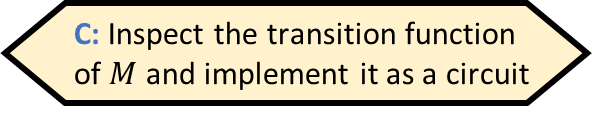 C: Inspect the transition function
of M and implement it as a circuit